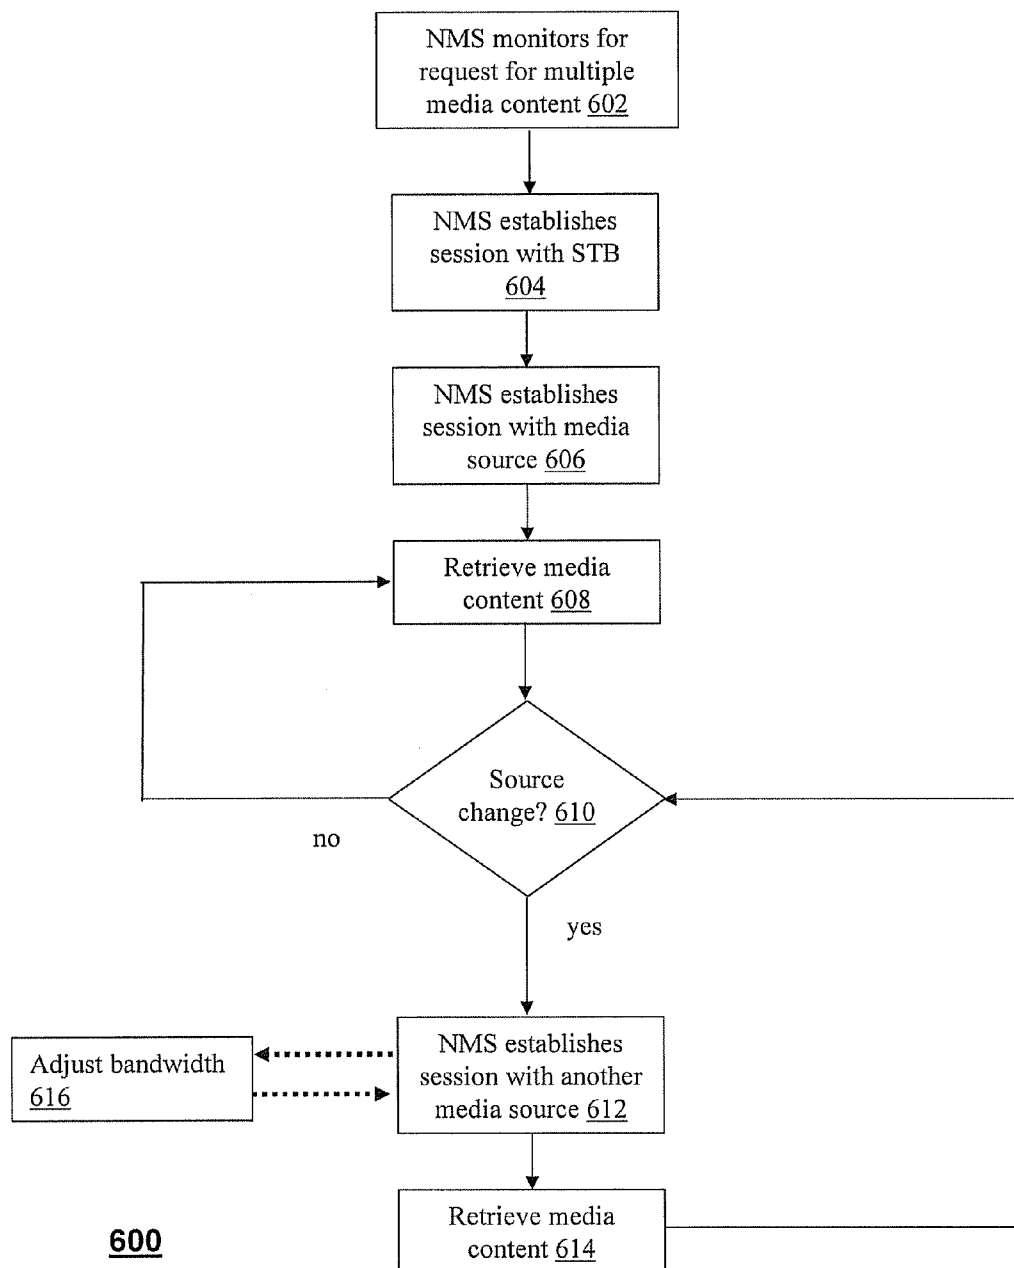 NMS monitors for
request for multiple
media content 602
NMS establishes
session with STB
604
NMS establishes
session with media
source 606
Retrieve media
content 608
Source
change? 610
no
yes
Adjust bandwidth
616
NMS establishes
session with another
media source 612
Retrieve media
content 614
600